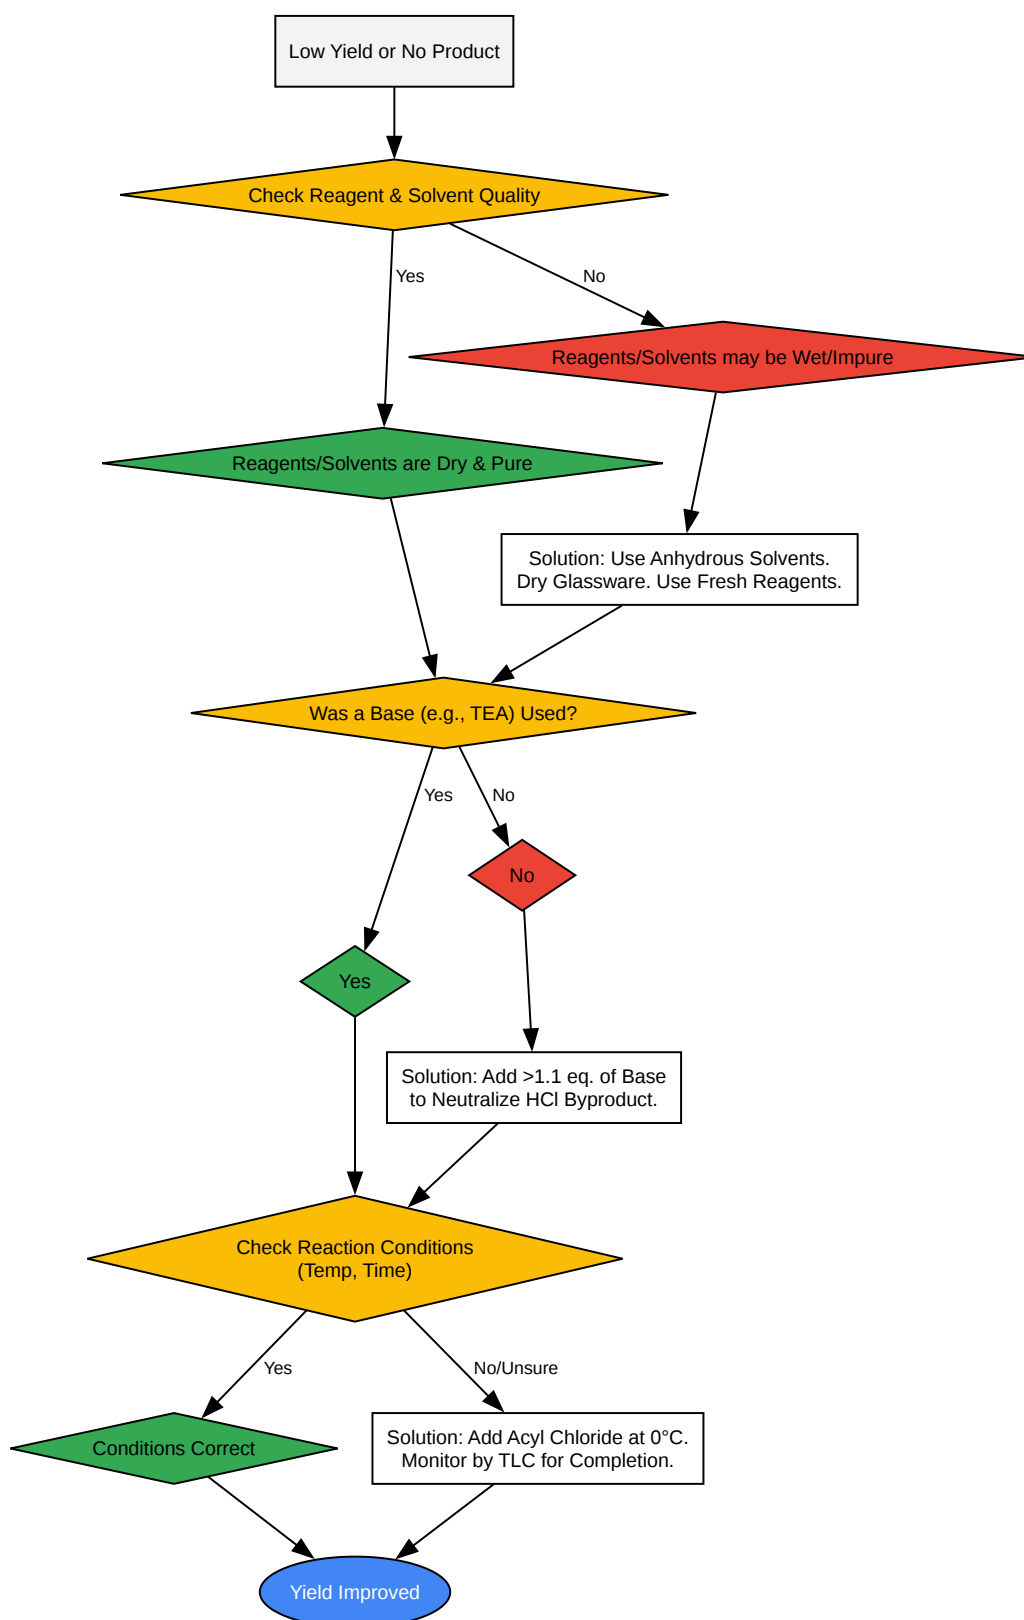 Low Yield or No Product
Check Reagent & Solvent Quality
Yes
No
Reagents/Solvents may be Wet/Impure
Reagents/Solvents are Dry & Pure
Solution: Use Anhydrous Solvents.
Dry Glassware. Use Fresh Reagents.
Was a Base (e.g., TEA) Used?
Yes
No
No
Yes
Solution: Add >1.1 eq. of Base
to Neutralize HCl Byproduct.
Check Reaction Conditions
(Temp, Time)
Yes
No/Unsure
Conditions Correct
Solution: Add Acyl Chloride at 0°C.
Monitor by TLC for Completion.
Yield Improved